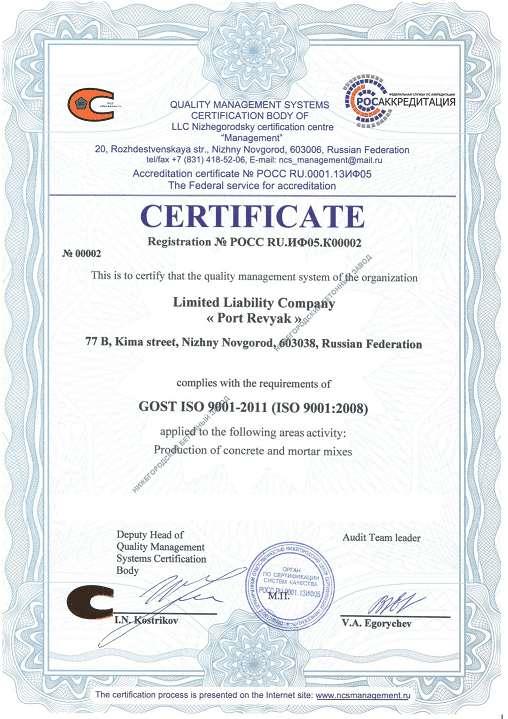 ФЕДЕРАЛЬНАЯ СЛУЖБА ПО АККРЕДИТАЦИИ
РОСАККРЕДИТАЦИЯ
QUALITY MANAGEMENT SYSTEMS
CERTIFICATION BODY OF
LLC Nizhegorodsky certification centre
"Management"
20, Rozhdestvenskaya str., Nizhny Novgorod, 603006, Russian Federation
tel/fax +7 (831) 418-52-06, E-mail: ncs_management@mail.ru
Accreditation certificate № РОСС RU.0001.13ИФ05
The Federal service for accreditation
CERTIFICATE
Registration № РОСС RU.ИФ05.К00002
№ 00002
This is to certify that the quality management system of the organization
Limited Liability Company
« Port Revyak »
77 B, Kima street, Nizhny Novgorod, 603038, Russian Federation
complies with the requirements of
GOST ISO 9001-2011 (ISO 9001:2008)
applied to the following areas activity:
Production of concrete and mortar mixes
НИЖЕГОРОДСКИЙ БЕТОННЫЙ ЗАВОД
НИЖЕГОРОДСКИЙ БЕТОННЫЙ ЗАВОД
Deputy Head of
Quality Management
Systems Certification
Body
Audit Team leader
ОРГАН
ПО СЕРТИФИКАЦИИ
СИСТЕМ КАЧЕСТВА
РОСС RU.0001.13ИФ05
М.П.
I.N. Kostrikov
V.A. Egorychev
The certification process is presented on the Internet site: www.ncsmanagement.ru